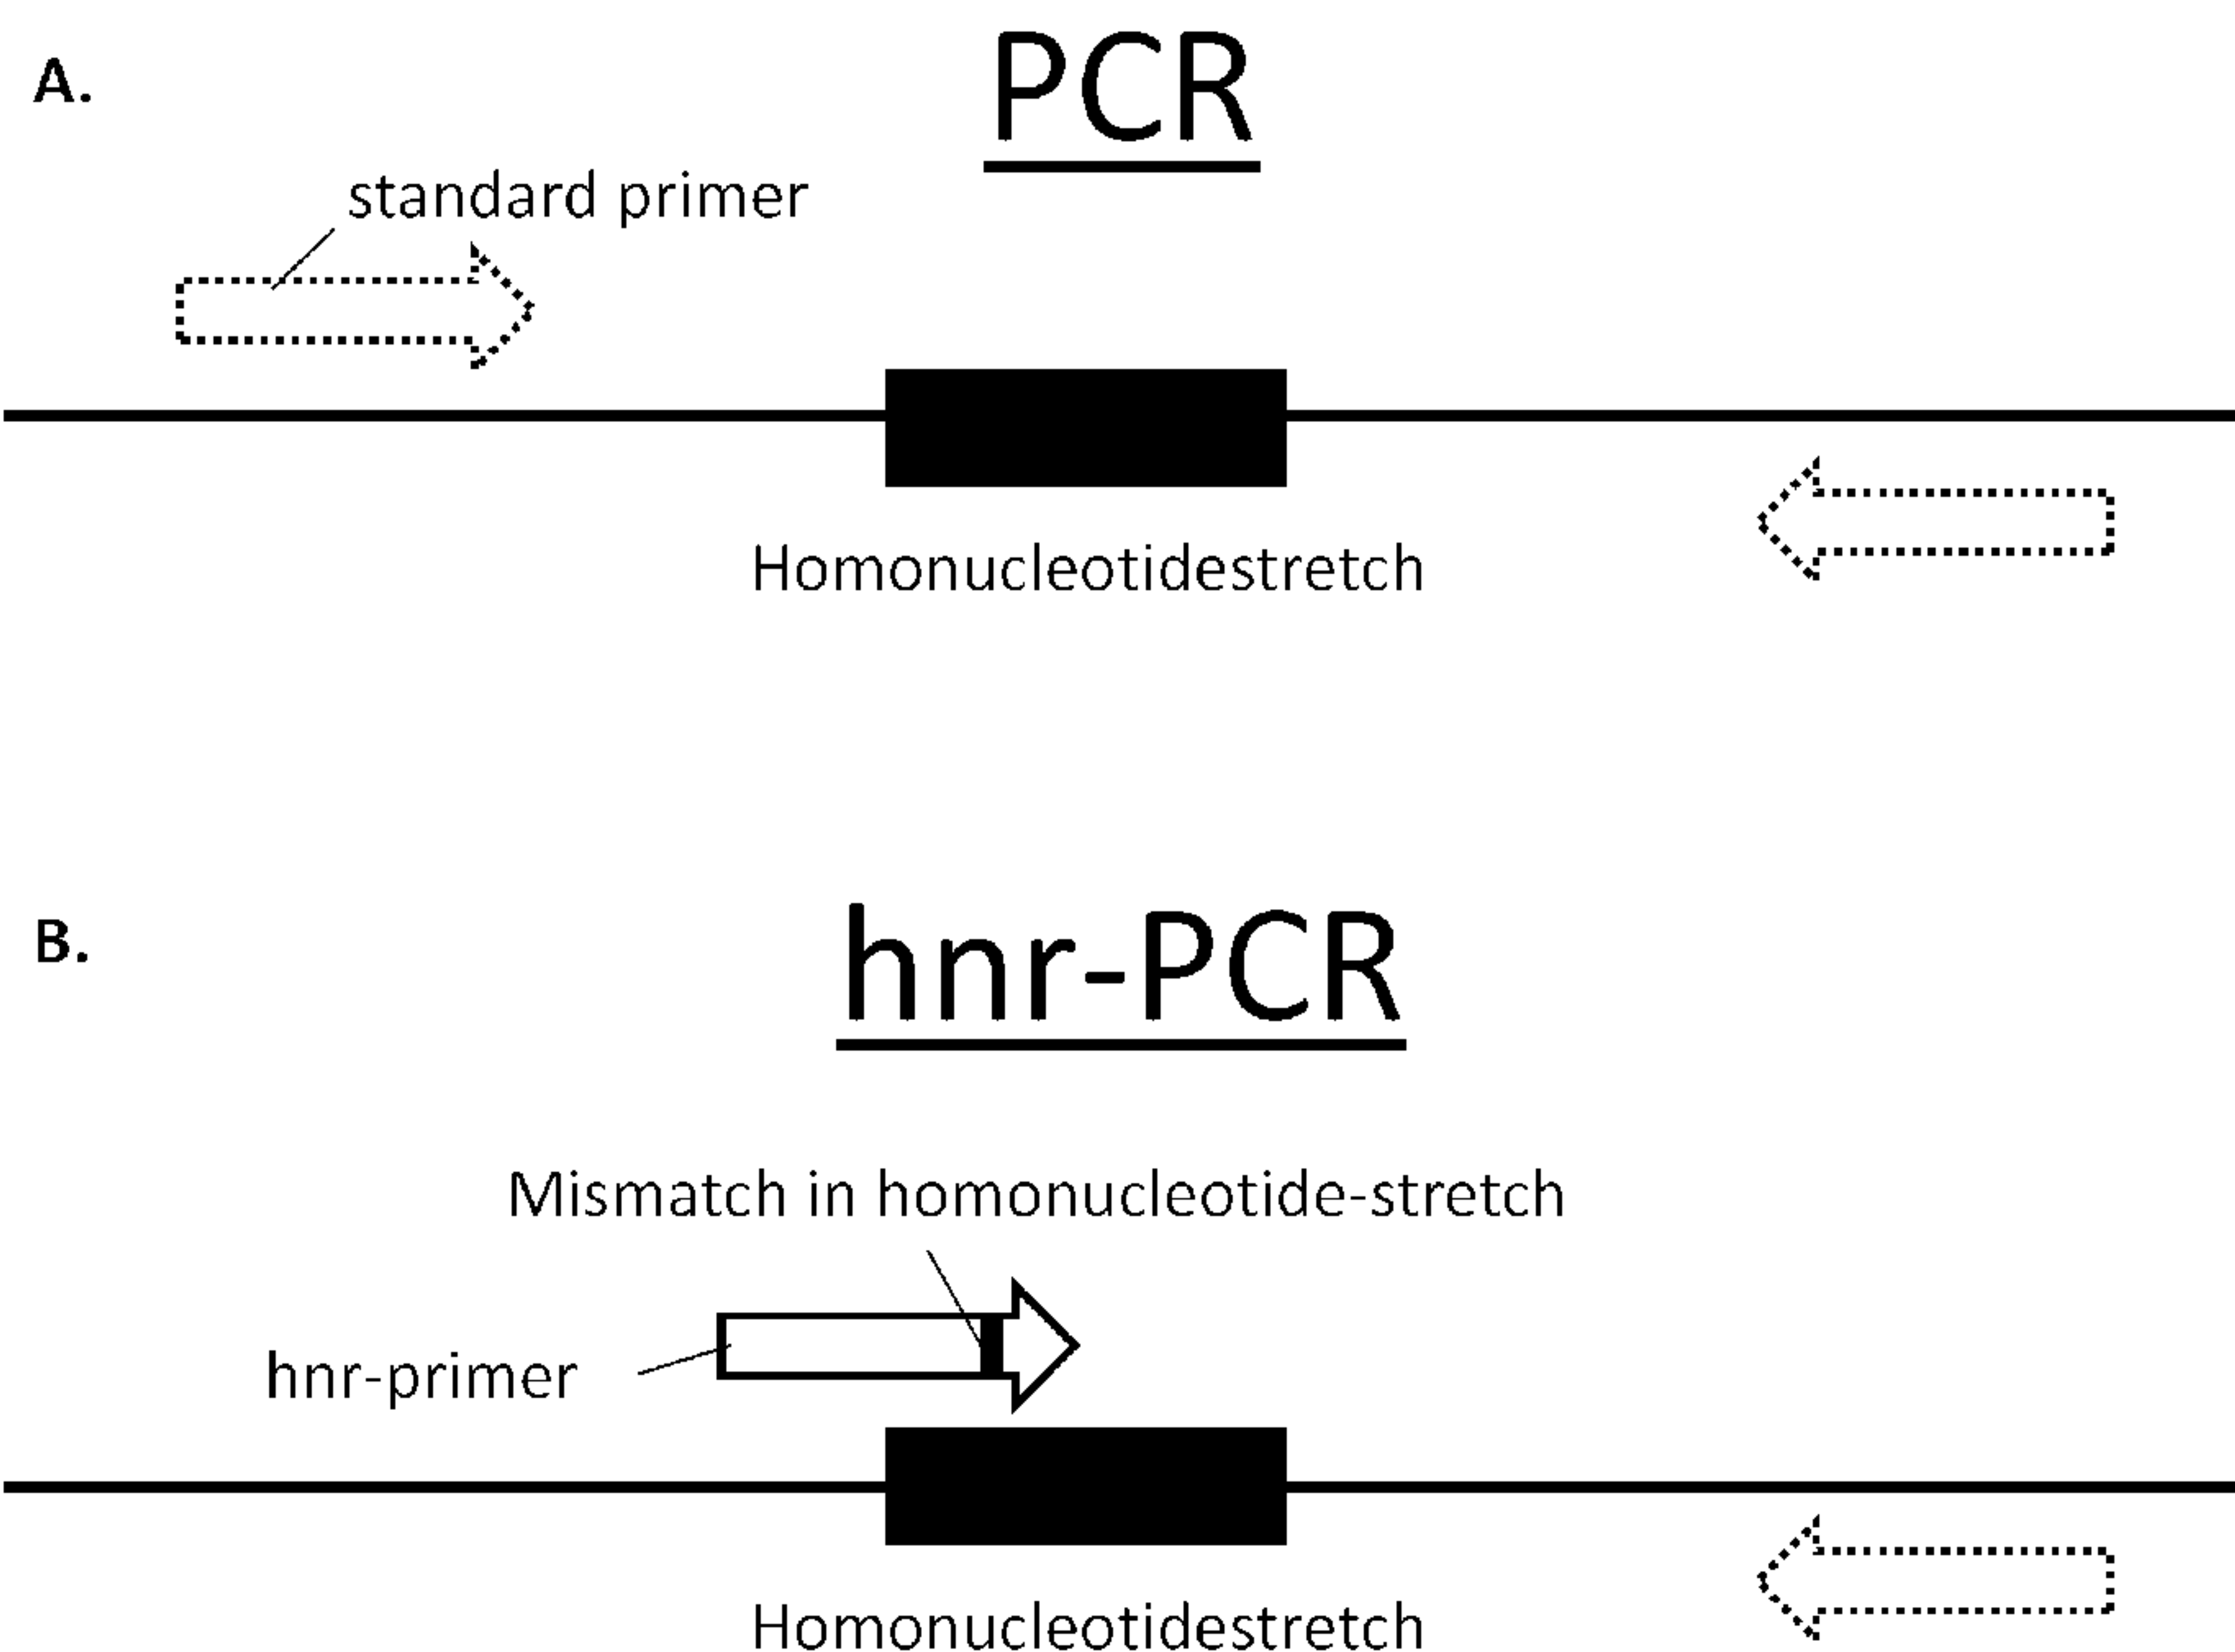 A.
PCR
standard primer
Homonucleotidestretch
B.
hnr-PCR
Mismatch in homonucleotide-stretch
hnr-primer
Homonucleotidestretch